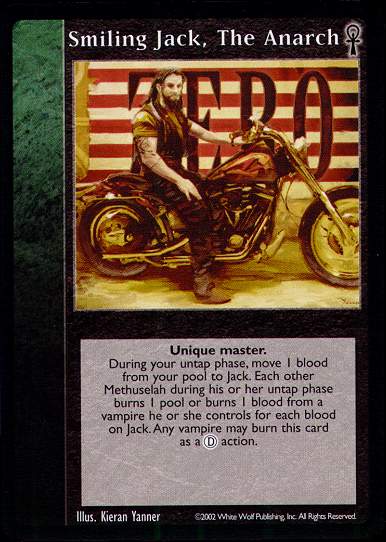 Smiling Jack, The Anarch
ZERO
Unique master.
During your untap phase, move 1 blood
from your pool to Jack. Each other
Methuselah during his or her untap phase
burns 1 pool or burns 1 blood from a
vampire he or she controls for each blood
on Jack. Any vampire may burn this card
as a Ⓓ action.
Illus. Kieran Yanner
©2002 White Wolf Publishing, Inc. All Rights Reserved.